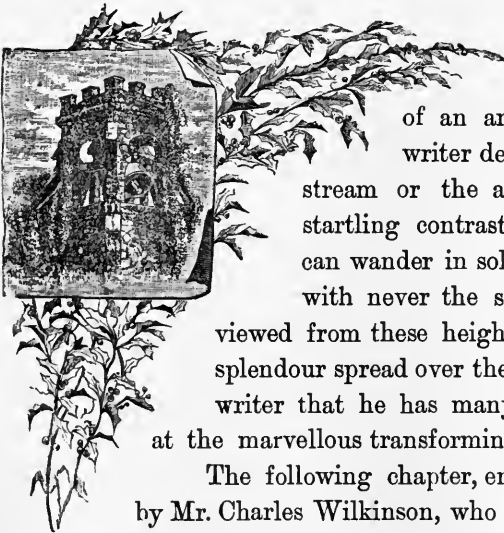 of an ar
writer de
stream or the a
startling contrast
can wander in sol
with never the s
viewed from these heigh
splendour spread over the
writer that he has many
at the marvellous transformin
The following chapter, en
by Mr. Charles Wilkinson, who